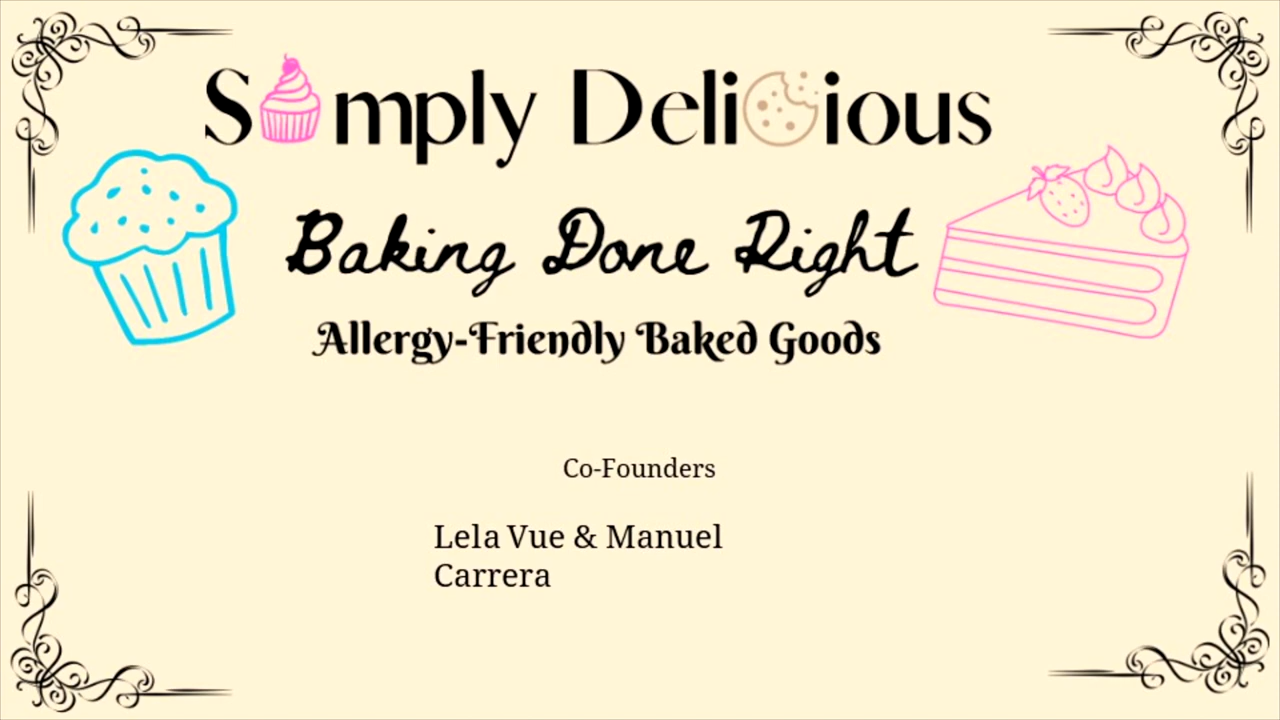 Simply Delicious
Baking Done Right
Allergy-Friendly Baked Goods
Co-Founders
Lela Vue & Manuel
Carrera